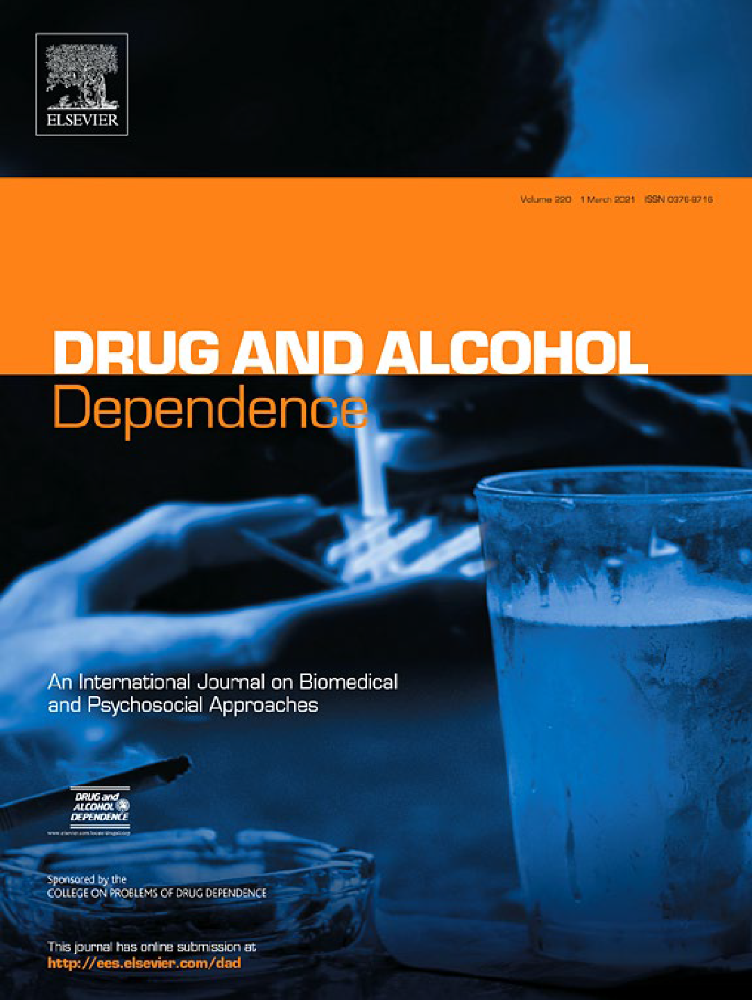 ELSEVIER
Volume 220 1 March 2021 ISSN 0376-8716
DRUG AND ALCOHOL
Dependence
An International Journal on Biomedical
and Psychosocial Approaches
DRUG and
ALCOHOL
DEPENDENCE
Sponsored by the
COLLEGE ON PROBLEMS OF DRUG DEPENDENCE
This journal has online submission at
http://ees.elsevier.com/dad